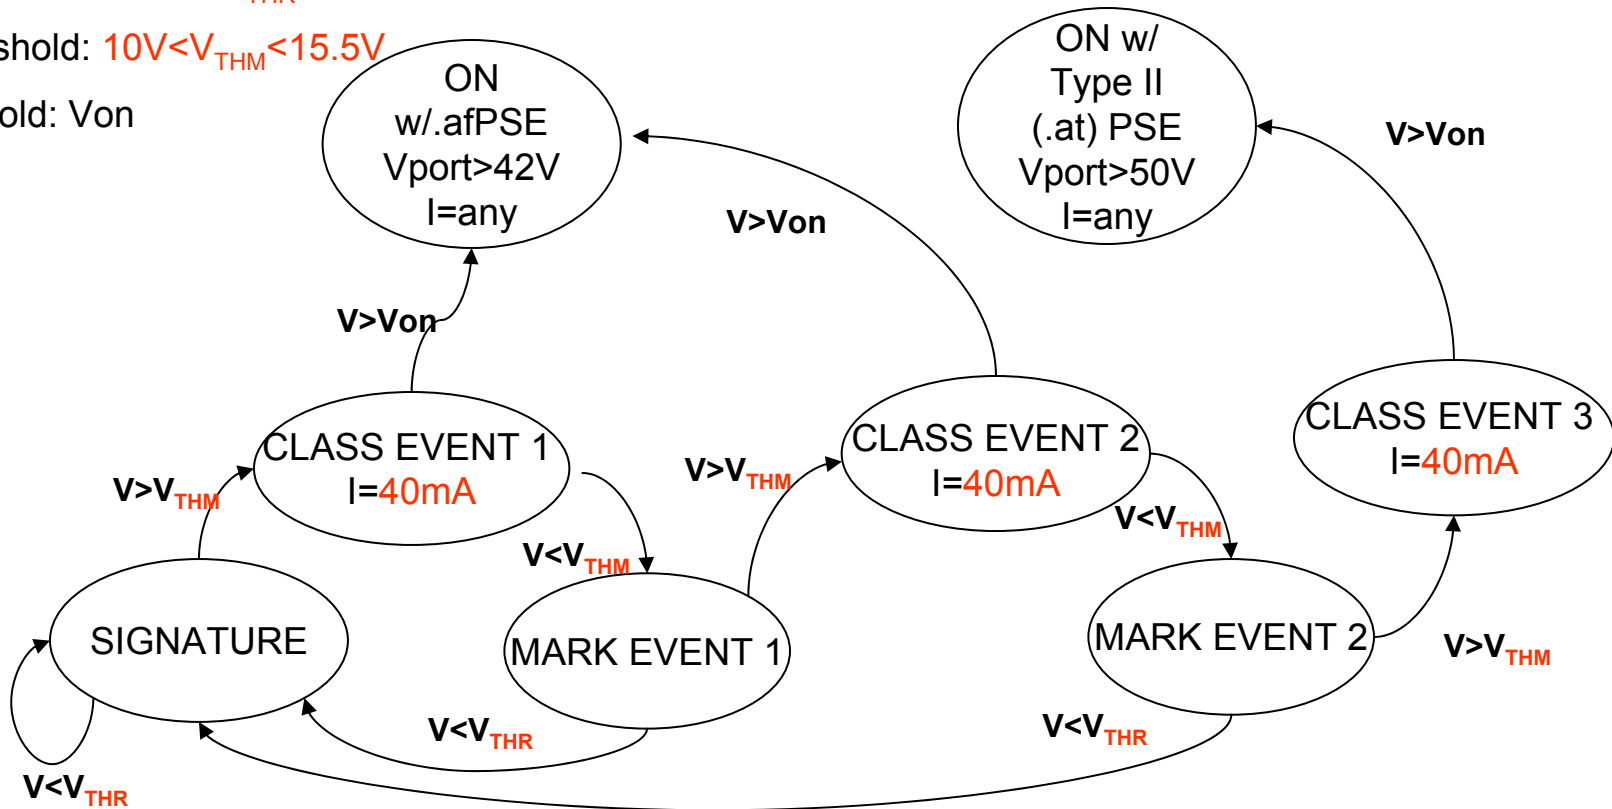 THR
shold: 10V<VTHM<15.5V
old: Von
ON
w/.afPSE
Vport>42V
I=any
ON w/
Type II
(.at) PSE
Vport>50V
I=any
V>Von
V>Von
V>Von
CLASS EVENT 1
I=40mA
CLASS EVENT 2
I=40mA
CLASS EVENT 3
I=40mA
V>VTHM
V>VTHM
V<VTHM
V<VTHM
SIGNATURE
MARK EVENT 1
MARK EVENT 2
V>VTHM
V<VTHR
V<VTHR
V<VTHR